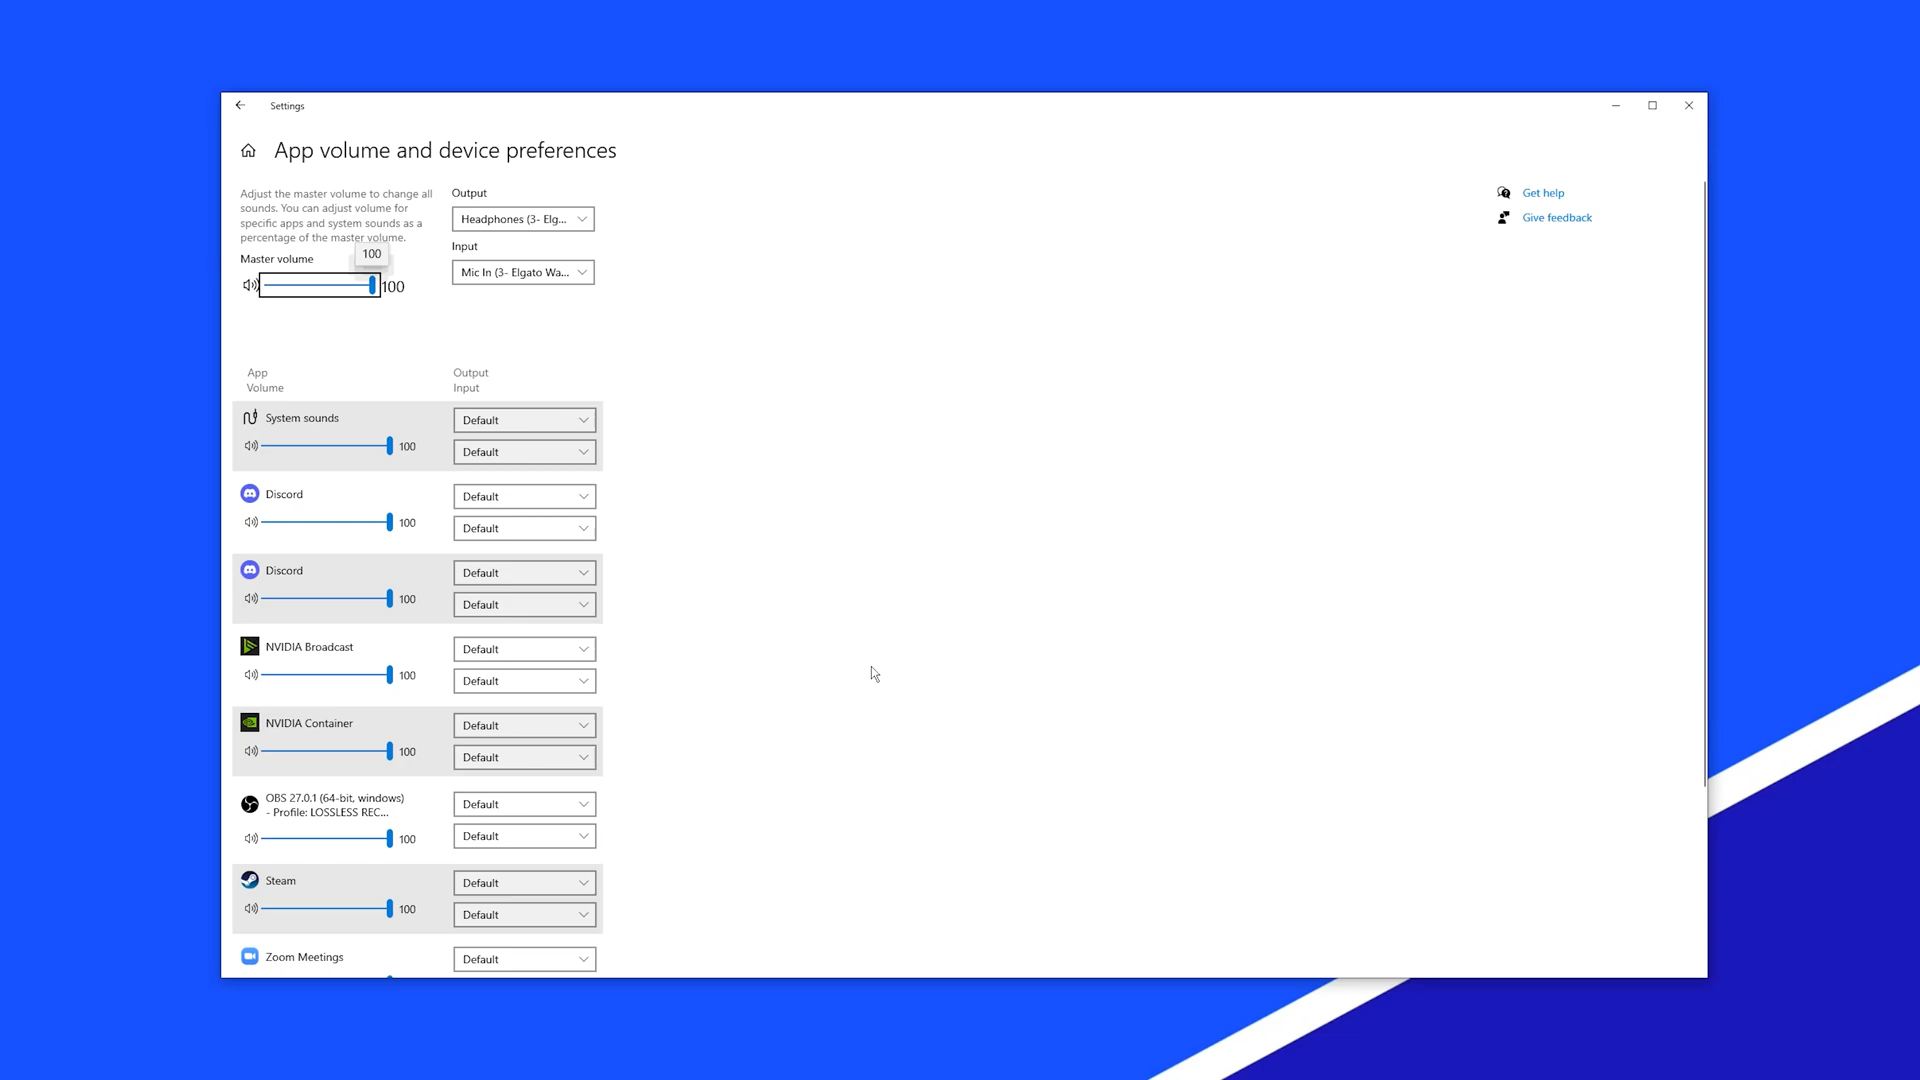 Settings
App volume and device preferences
Adjust the master volume to change all
sounds. You can adjust volume for
specific apps and system sounds as a
percentage of the master volume.
Master volume
100
100
Output
Headphones (3- Elg...
Input
Mic In (3- Elgato Wa...
Get help
Give feedback
App
Volume
Output
Input
System sounds
100
Default
Default
Discord
100
Default
Default
Discord
100
Default
Default
NVIDIA Broadcast
100
Default
Default
NVIDIA Container
100
Default
Default
OBS 27.0.1 (64-bit, windows)
- Profile: LOSSLESS REC...
100
Default
Default
Steam
100
Default
Default
Zoom Meetings
Default